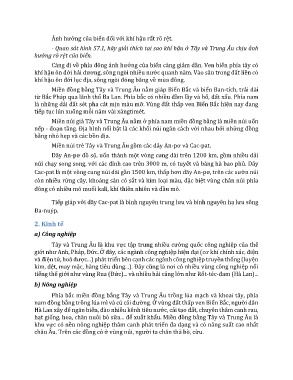 Ảnh hưởng của biển đối với khí hậu rất rõ rệt.
- Quan sát hình 57.1, hãy giải thích tại sao khí hậu ở Tây và Trung Âu chịu ảnh
hưởng rõ rệt của biển.
Càng đi về phía đông ảnh hưởng của biển càng giảm dần. Ven biển phía tây có
khí hậu ôn đới hải dương, sông ngòi nhiều nước quanh năm. Vào sâu trong đất liền có
khí hậu ôn đới lục địa, sông ngòi đóng băng về mùa đông.
Miền đồng bằng Tây và Trung Âu nằm giáp Biển Bắc và biển Ban-tích, trải dài
từ Bắc Pháp qua lãnh thổ Ba Lan. Phía bắc có nhiều đầm lầy và hồ, đất xấu. Phía nam
là những dải đất sét pha cát mịn màu mỡ. Vùng đất thấp ven Biển Bắc hiện nay đang
tiếp tục lún xuống mỗi năm vài xăngtimét.
Miền núi già Tây và Trung Âu nằm ở phía nam miền đồng bằng là miền núi uốn
nếp - đoạn tầng. Địa hình nổi bật là các khối núi ngăn cách với nhau bởi những đồng
bằng nhỏ hẹp và các bồn địa.
Miền núi trẻ Tây và Trung Âu gồm các dãy An-pơ và Cac-pat.
Dãy An-pơ đồ sộ, uốn thành một vòng cung dài trên 1200 km, gồm nhiều dải
núi chạy song song, với các đỉnh cao trên 3000 m, có tuyết và băng hà bao phủ. Dãy
Cac-pat là một vòng cung núi dài gần 1500 km, thấp hơn dãy An-pơ, trên các sườn núi
còn nhiều rừng cây, khoáng sản có sắt và kim loại màu, đặc biệt vùng chân núi phía
đông có nhiều mỏ muối kali, khí thiên nhiên và dầu mỏ.
Tiếp giáp với dãy Cac-pat là bình nguyên trung lưu và bình nguyên hạ lưu sông
Đa-nuýp.
2. Kinh tế
a) Công nghiệp
Tây và Trung Âu là khu vực tập trung nhiều cường quốc công nghiệp của thế
giới như Anh, Pháp, Đức. Ở đây, các ngành công nghiệp hiện đại (cơ khí chính xác, điện
và điện tử, hoá dược...) phát triển bên cạnh các ngành công nghiệp truyền thống (luyện
kim, dệt, may mặc, hàng tiêu dùng...). Đây cũng là nơi có nhiều vùng công nghiệp nổi
tiếng thế giới như vùng Rua (Đức)... và nhiều hải cảng lớn như Rôt-tec-đam (Hà Lan)...
b) Nông nghiệp
Phía bắc miền đồng bằng Tây và Trung Âu trồng lúa mạch và khoai tây, phía
nam đồng bằng trồng lúa mì và củ cải đường. Ở vùng đất thấp ven Biển Bắc, người dân
Hà Lan xây đê ngăn biển, đào nhiều kênh tiêu nước, cải tạo đất, chuyên thâm canh rau,
hạt giống, hoa, chăn nuôi bò sữa... để xuất khẩu. Miền đồng bằng Tây và Trung Âu là
khu vực có nền nông nghiệp thâm canh phát triển đa dạng và có năng suất cao nhất
châu Âu. Trên các đồng cỏ ở vùng núi, người ta chăn thả bò, cừu.